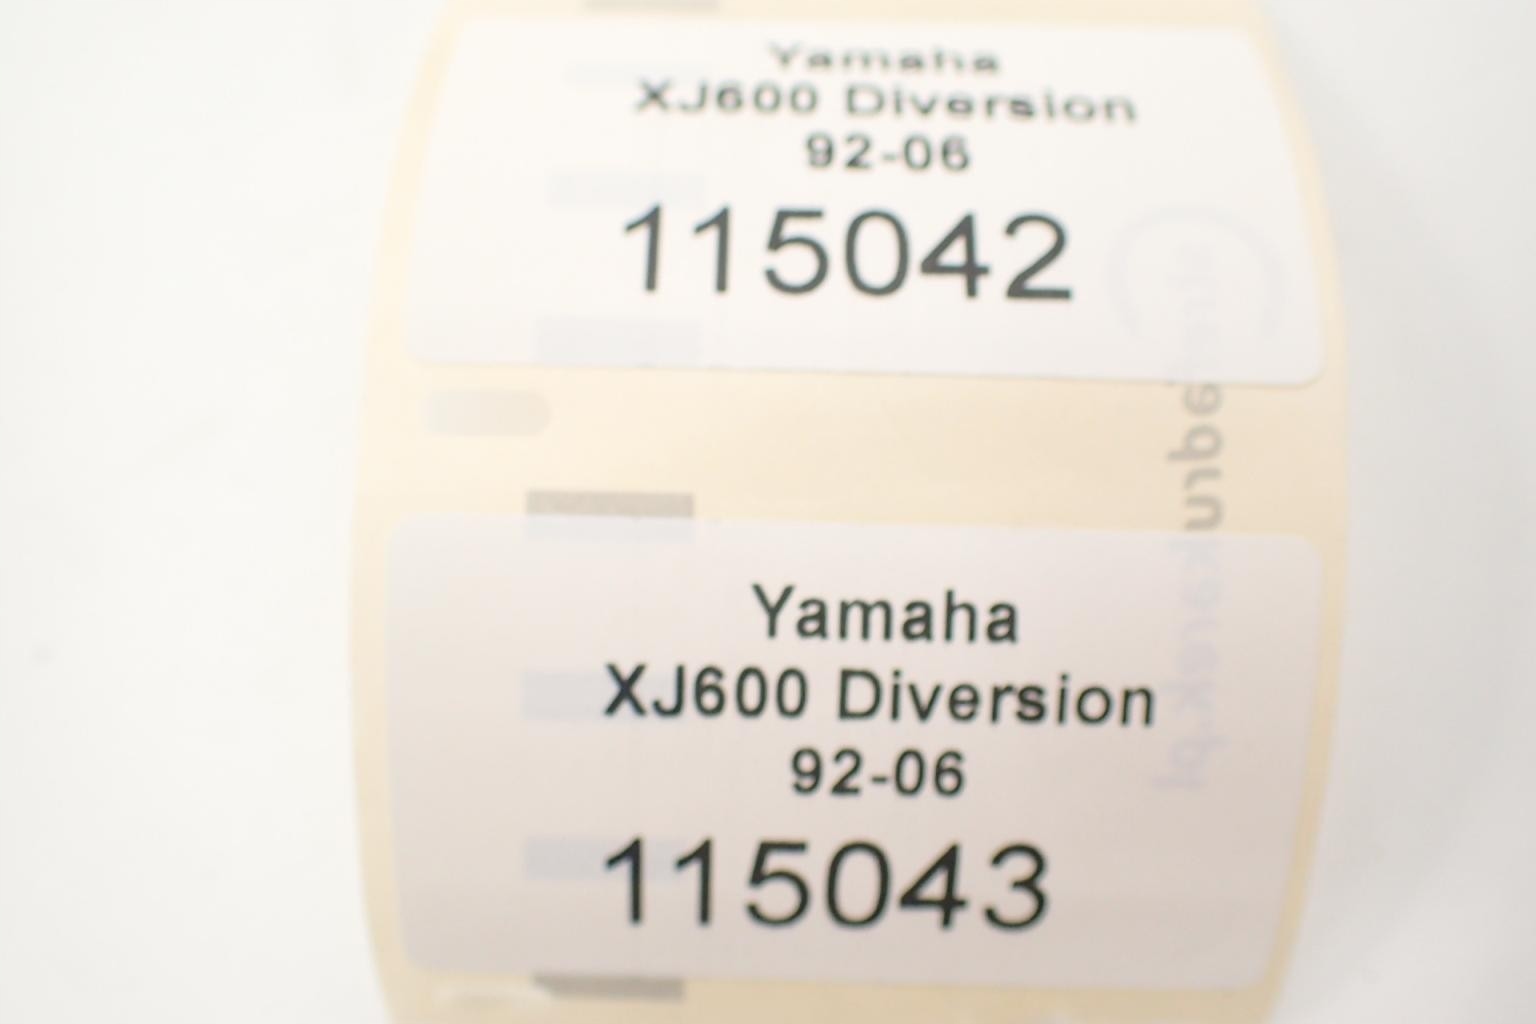 Yamaha
XJ600 Diversion
92-06
115042
Yamaha
XJ600 Diversion
92-06
115043